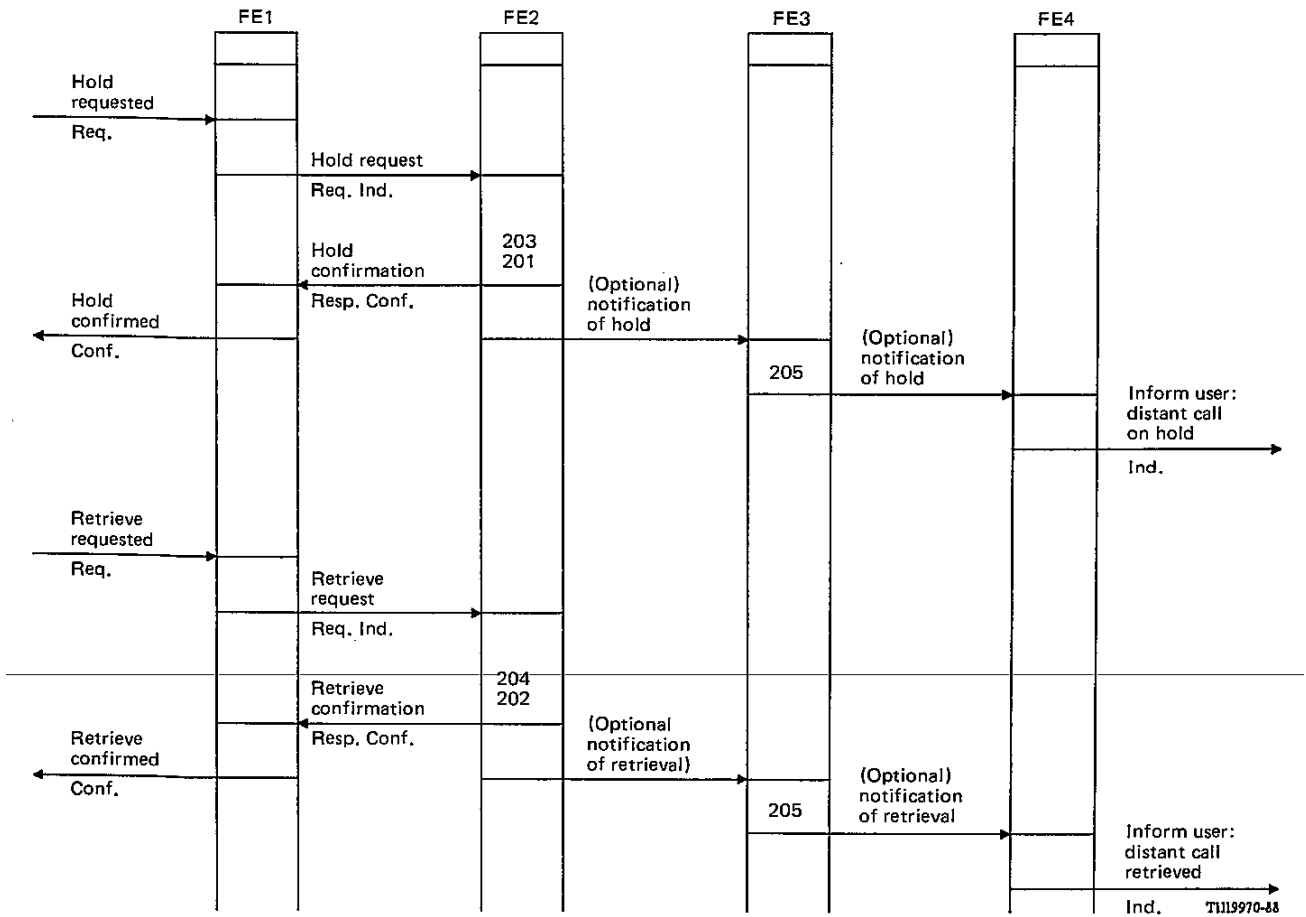 FE1
FE2
FE3
FE4
Hold
requested
Req.
Hold request
Req. Ind.
203
201
Hold
confirmation
Resp. Conf.
Hold
confirmed
Conf.
(Optional)
notification
of hold
205
(Optional)
notification
of hold
Inform user:
distant call
on hold
Ind.
Retrieve
requested
Req.
Retrieve
request
Req. Ind.
204
202
Retrieve
confirmation
Resp. Conf.
Retrieve
confirmed
Conf.
(Optional
notification
of retrieval)
205
(Optional)
notification
of retrieval
Inform user:
distant call
retrieved
Ind.
T1119970-88